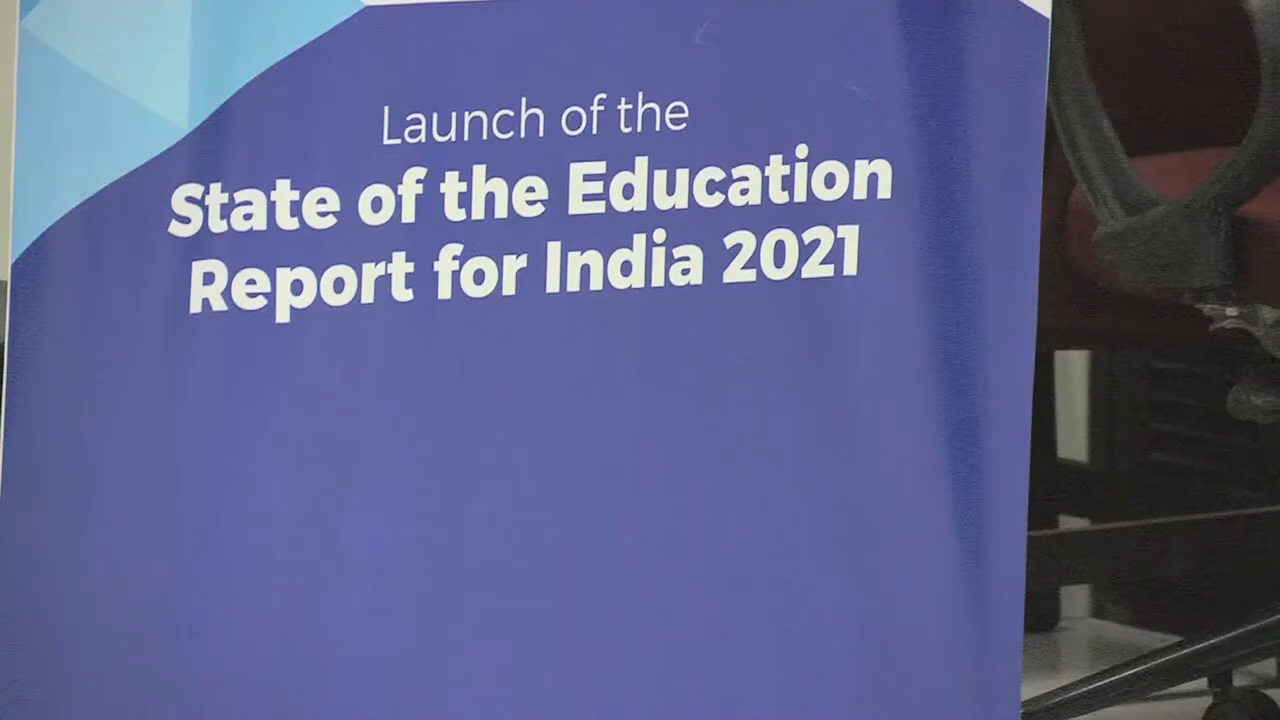 Launch of the
State of the Education
Report for India 2021